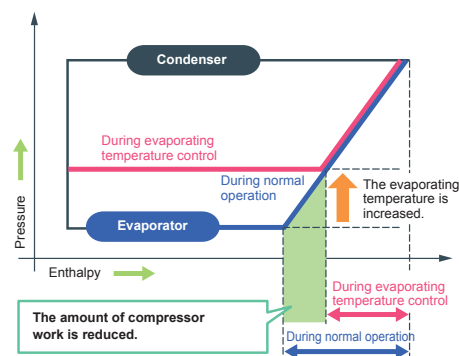 Condenser
During evaporating
temperature control
During normal
operation
The evaporating
temperature is
increased.
Pressure
Evaporator
Enthalpy
The amount of compressor
work is reduced.
During evaporating
temperature control
During normal operation